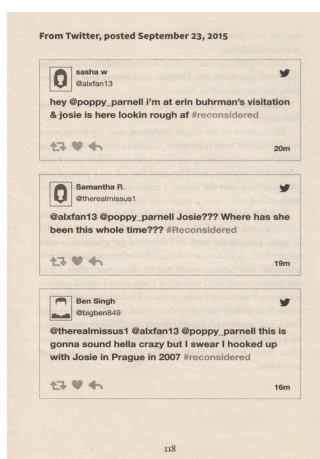 From Twitter, posted September 23, 2015
sasha w
@alxfan13
hey @poppy_parnell i'm at erin buhrman's visitation
& josie is here lookin rough af #reconsidered
20m
Samantha R.
@therealmissus1
@alxfan13 @poppy_parnell Josie??? Where has she
been this whole time??? #Reconsidered
19m
Ben Singh
@bigben849
@therealmissus1 @alxfan13 @poppy_parnell this is
gonna sound hella crazy but I swear I hooked up
with Josie in Prague in 2007 #reconsidered
16m
118